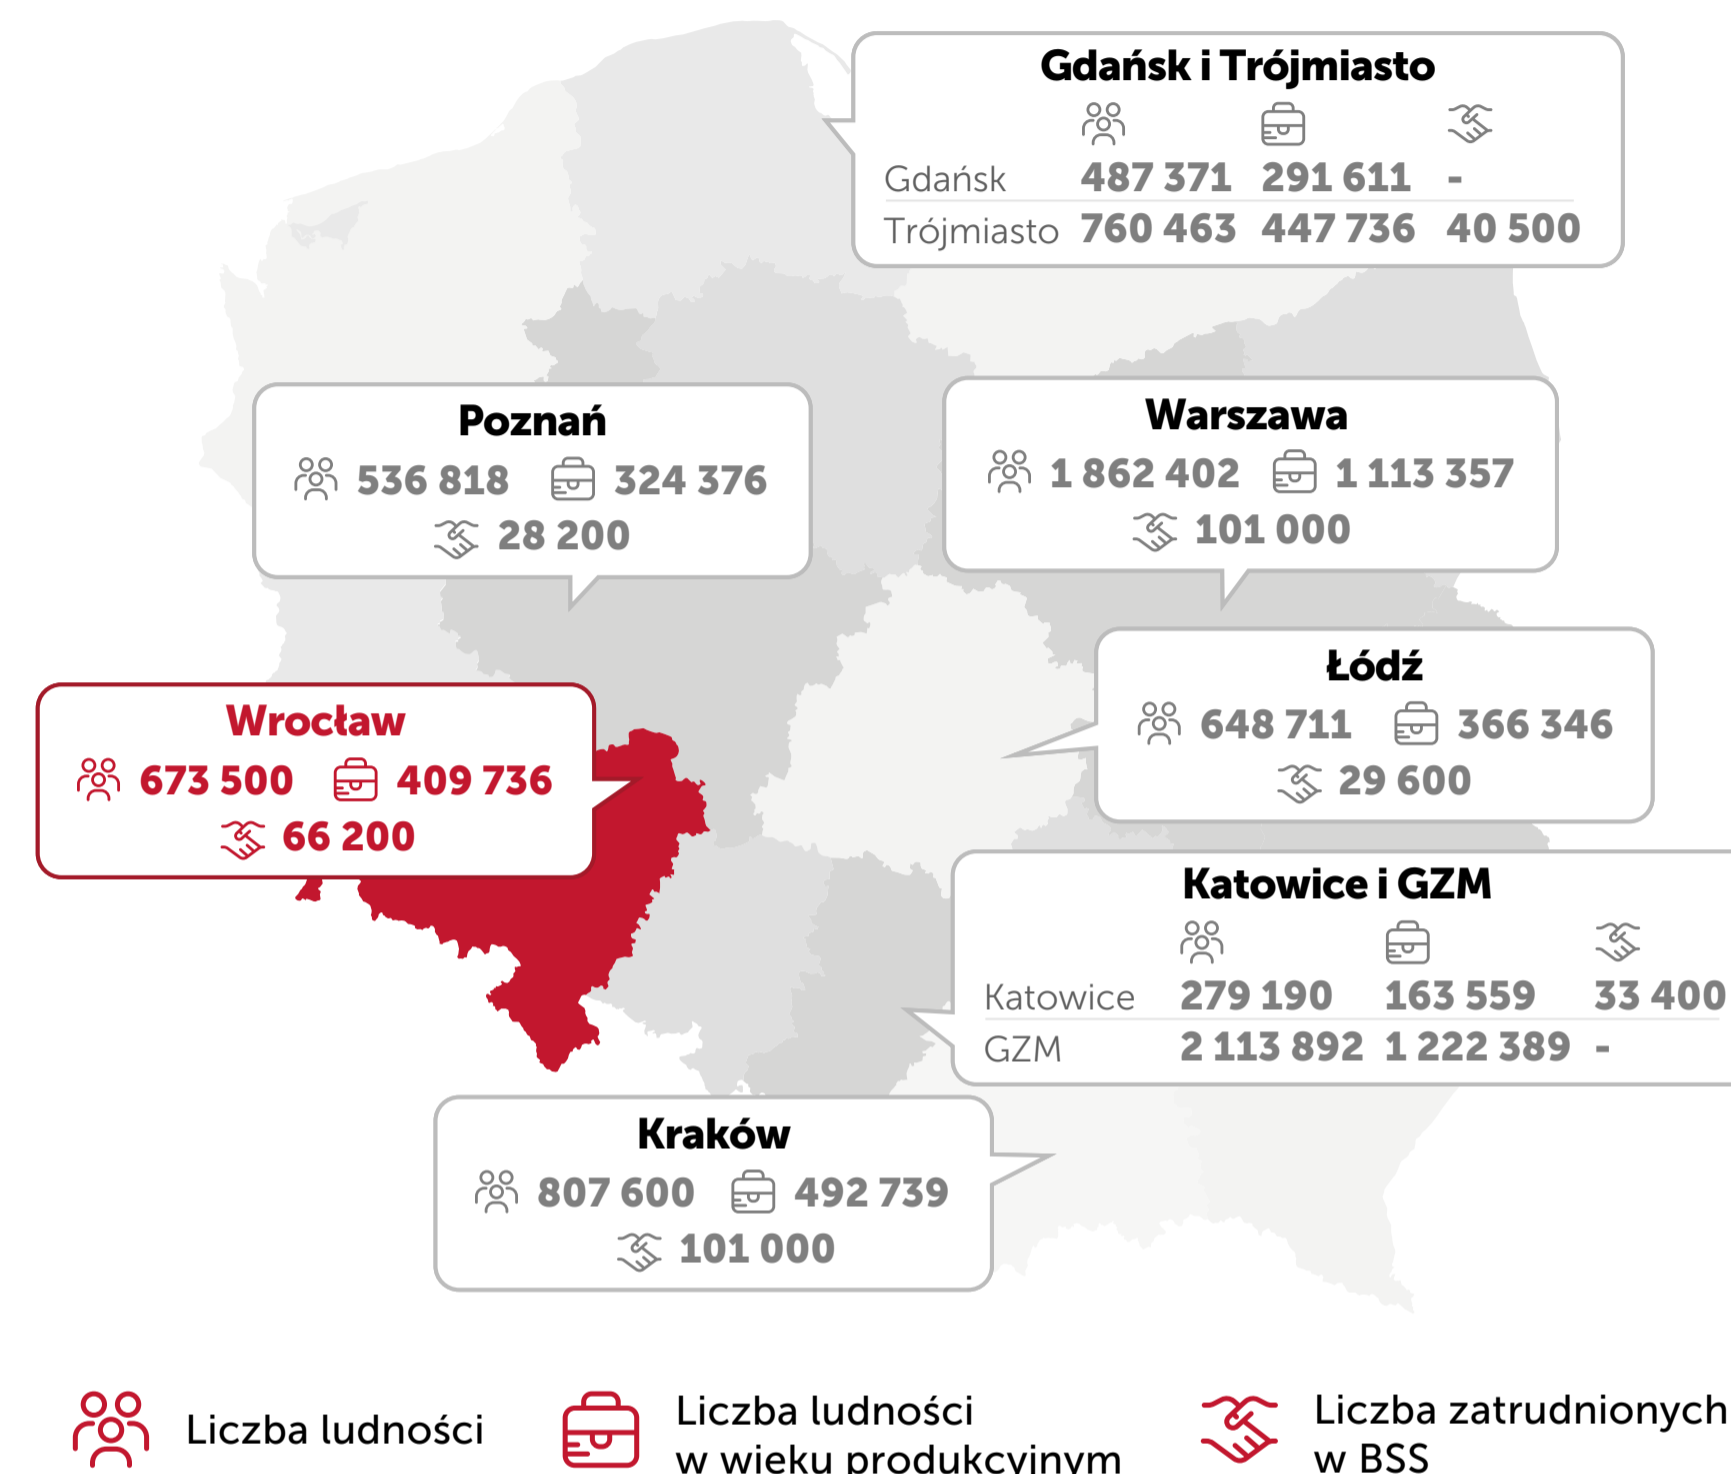 Gdańsk i Trójmiasto
Gdańsk 487 371 291 611 -
Trójmiasto 760 463 447 736 40 500
Poznań
536 818 324 376
28 200
Warszawa
1 862 402 1 113 357
101 000
Łódź
648 711 366 346
29 600
Wrocław
673 500 409 736
66 200
Katowice i GZM
Katowice 279 190 163 559 33 400
GZM 2 113 892 1 222 389 -
Kraków
807 600 492 739
101 000
Liczba ludności
Liczba ludności
w wieku produkcyjnym
Liczba zatrudnionych
w BSS